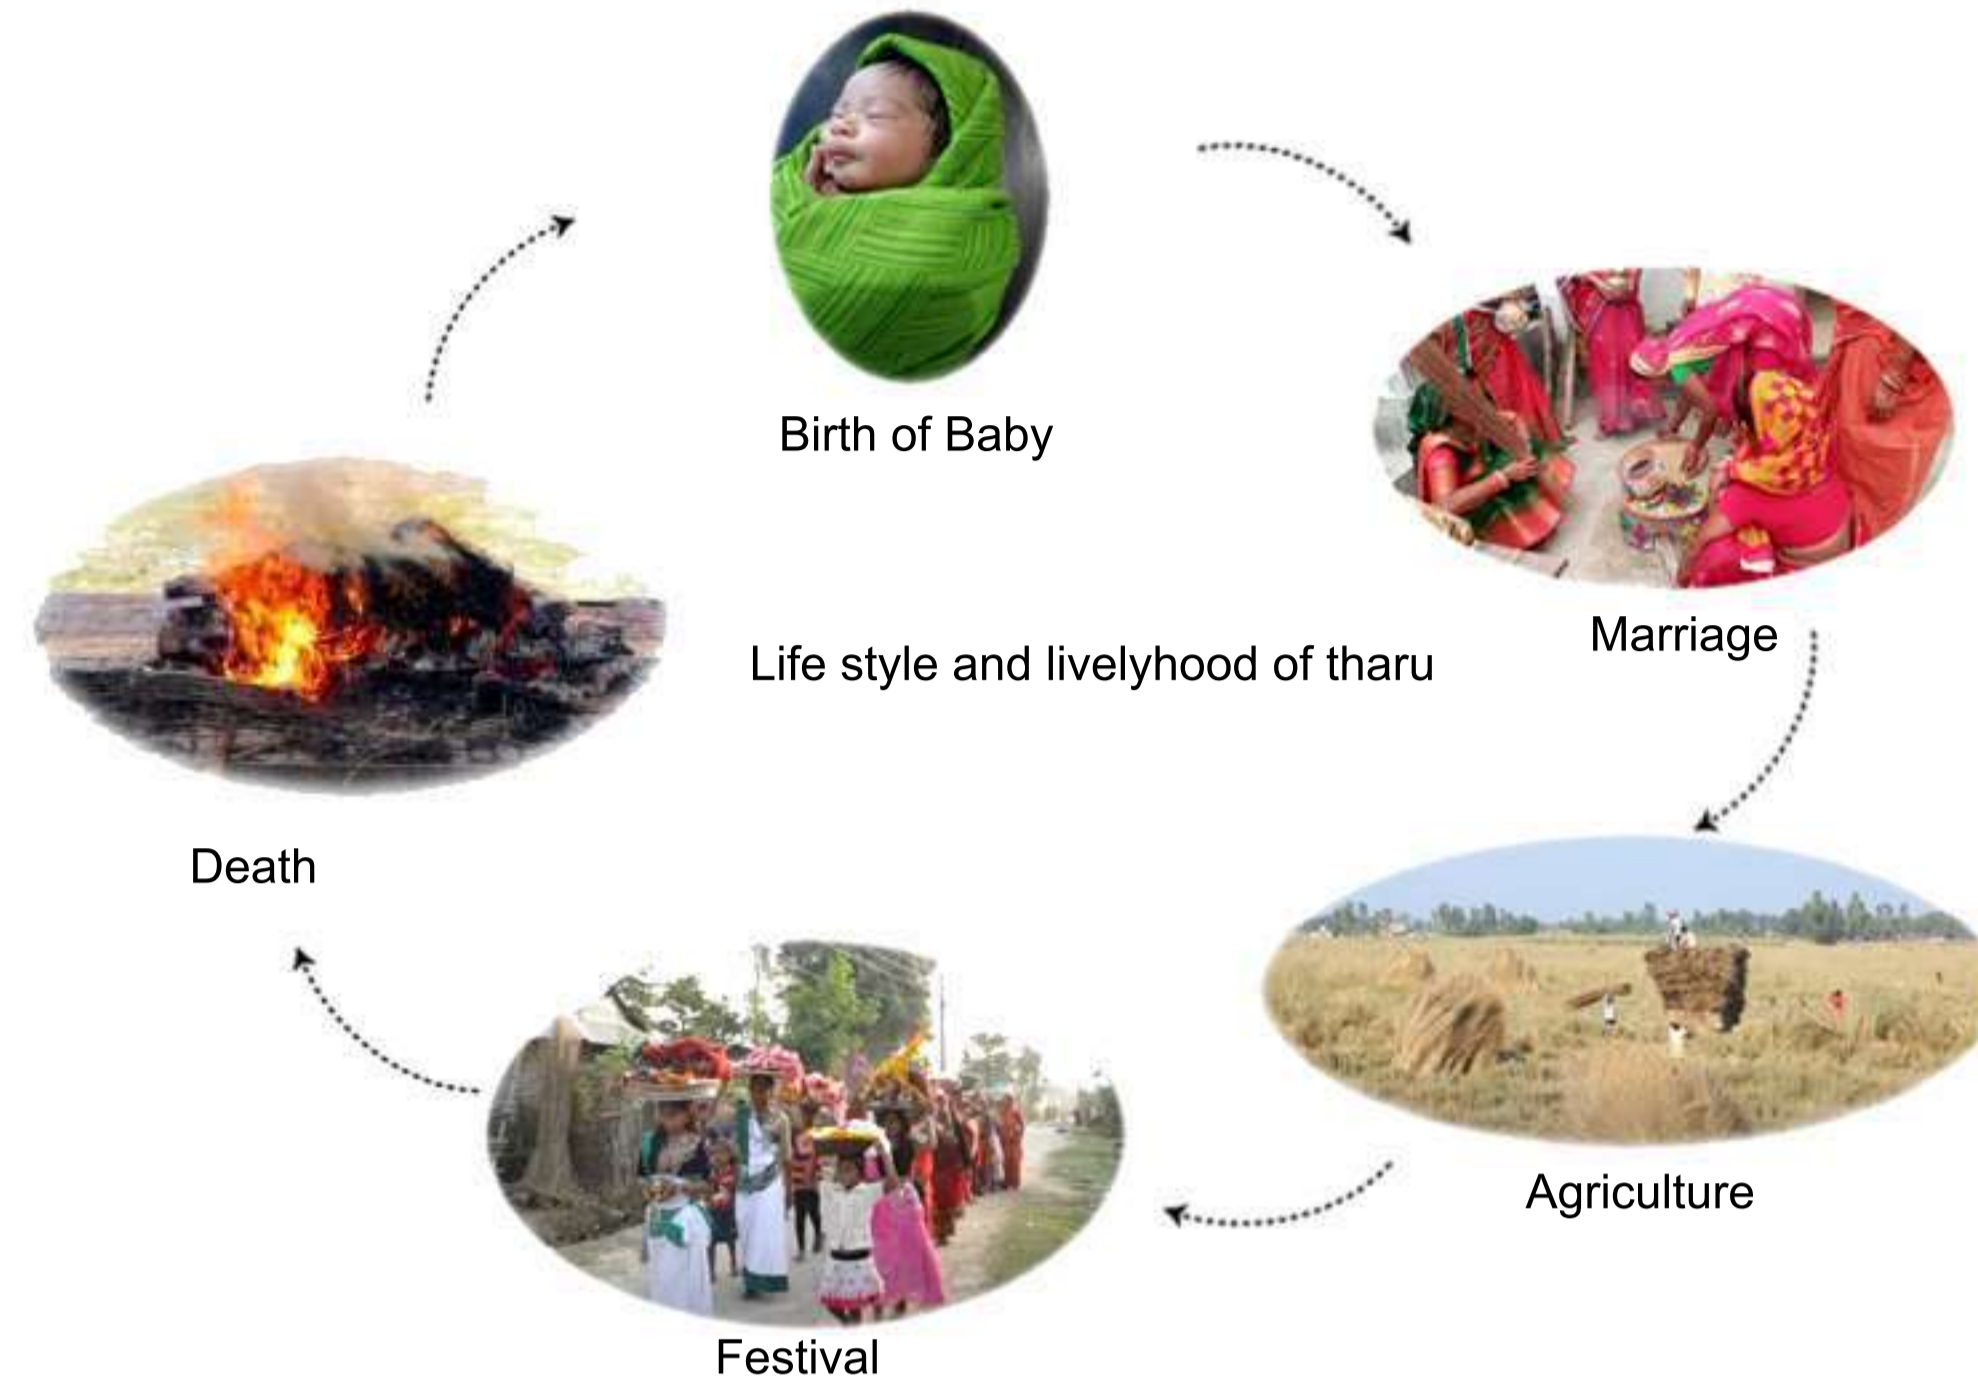 Birth of Baby
Marriage
Life style and livelyhood of tharu
Death
Agriculture
Festival